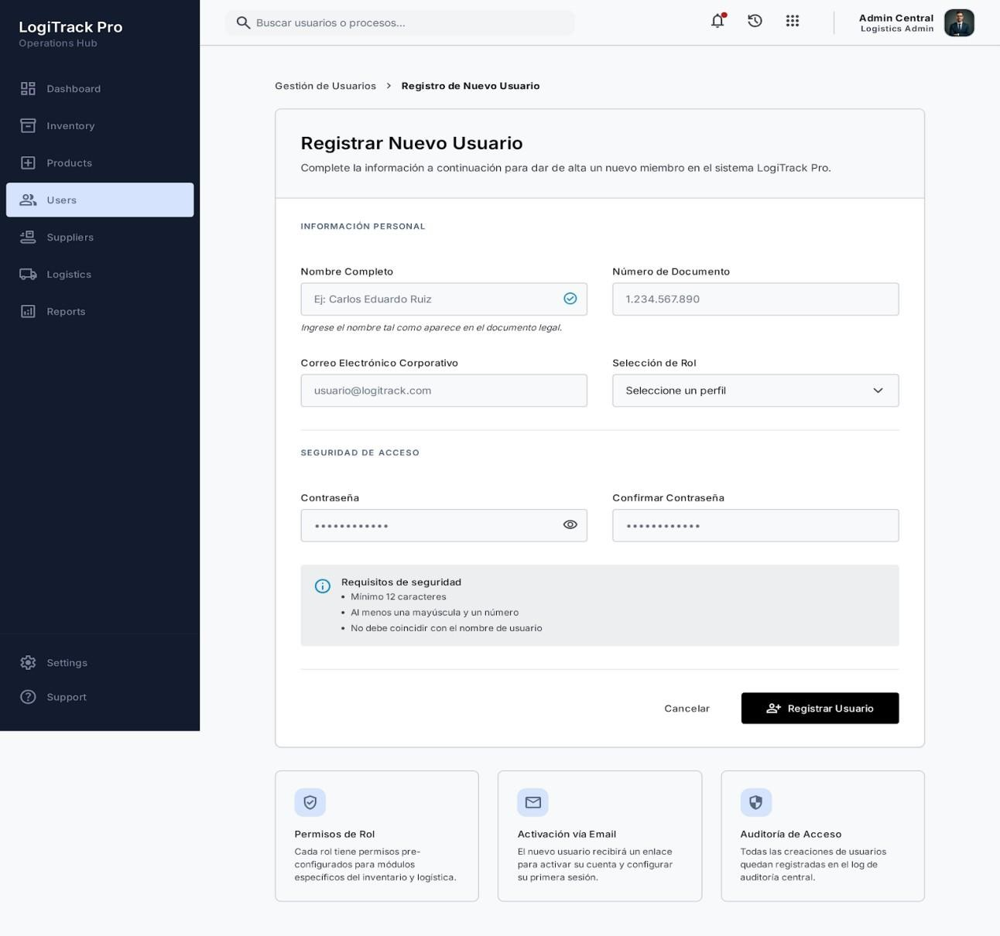 LogiTrack Pro
Operations Hub
Dashboard
Inventory
Products
Users
Suppliers
Logistics
Reports
Settings
Support
Buscar usuarios o procesos...
Admin Central
Logistics Admin
Gestión de Usuarios > Registro de Nuevo Usuario
Registrar Nuevo Usuario
Complete la información a continuación para dar de alta un nuevo miembro en el sistema LogiTrack Pro.
INFORMACIÓN PERSONAL
Nombre Completo
Ej: Carlos Eduardo Ruiz
Ingrese el nombre tal como aparece en el documento legal.
Número de Documento
1.234.567.890
Correo Electrónico Corporativo
usuario@logitrack.com
Selección de Rol
Seleccione un perfil
SEGURIDAD DE ACCESO
Contraseña
••••••••••••
Confirmar Contraseña
••••••••••••
Requisitos de seguridad
• Mínimo 12 caracteres
• Al menos una mayúscula y un número
• No debe coincidir con el nombre de usuario
Cancelar
Registrar Usuario
Permisos de Rol
Cada rol tiene permisos pre-
configurados para módulos
específicos del inventario y logística.
Activación vía Email
El nuevo usuario recibirá un enlace
para activar su cuenta y configurar
su primera sesión.
Auditoría de Acceso
Todas las creaciones de usuarios
quedan registradas en el log de
auditoría central.